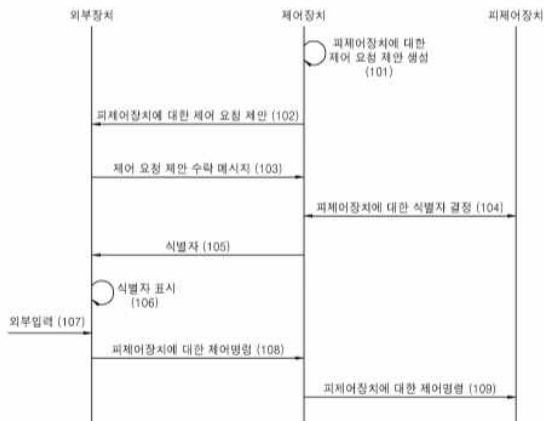 외부장치
제어장치
피제어장치
피제어장치에 대한
제어 요청 제안 생성
(101)
피제어장치에 대한 제어 요청 제안 (102)
제어 요청 제안 수락 메시지 (103)
피제어장치에 대한 식별자 결정 (104)
식별자 (105)
식별자 표시
(106)
외부입력 (107)
피제어장치에 대한 제어명령 (108)
피제어장치에 대한 제어명령 (109)